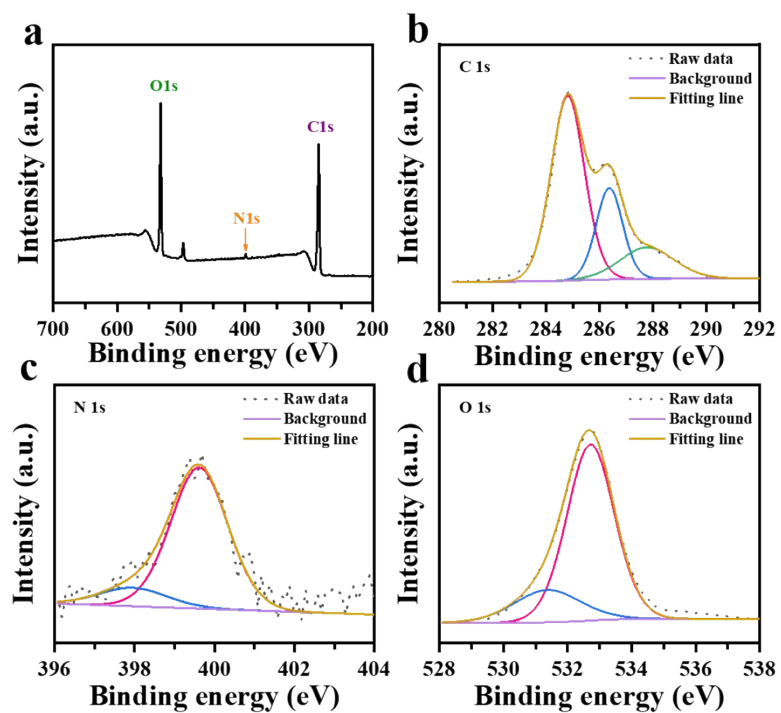 a
O1s
C1s
N1s
Intensity (a.u.)
700 600 500 400 300 200
Binding energy (eV)
b
C 1s
Raw data
Background
Fitting line
Intensity (a.u.)
280 282 284 286 288 290 292
Binding energy (eV)
c
N 1s
Raw data
Background
Fitting line
Intensity (a.u.)
396 398 400 402 404
Binding energy (eV)
d
O 1s
Raw data
Background
Fitting line
Intensity (a.u.)
528 530 532 534 536 538
Binding energy (eV)